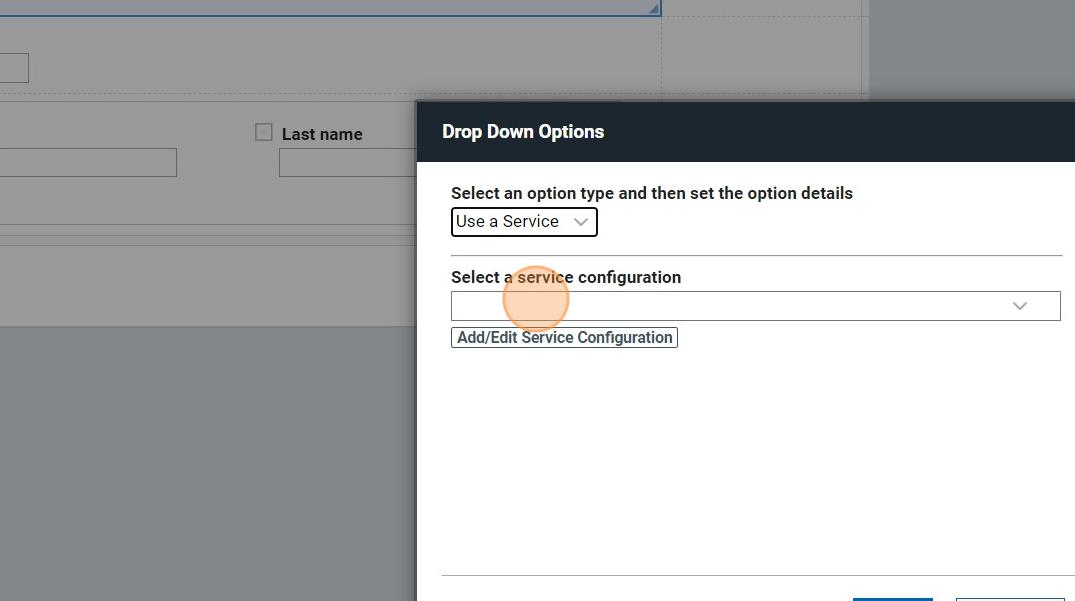 Last name
Drop Down Options
Select an option type and then set the option details
Use a Service
Select a service configuration
Add/Edit Service Configuration